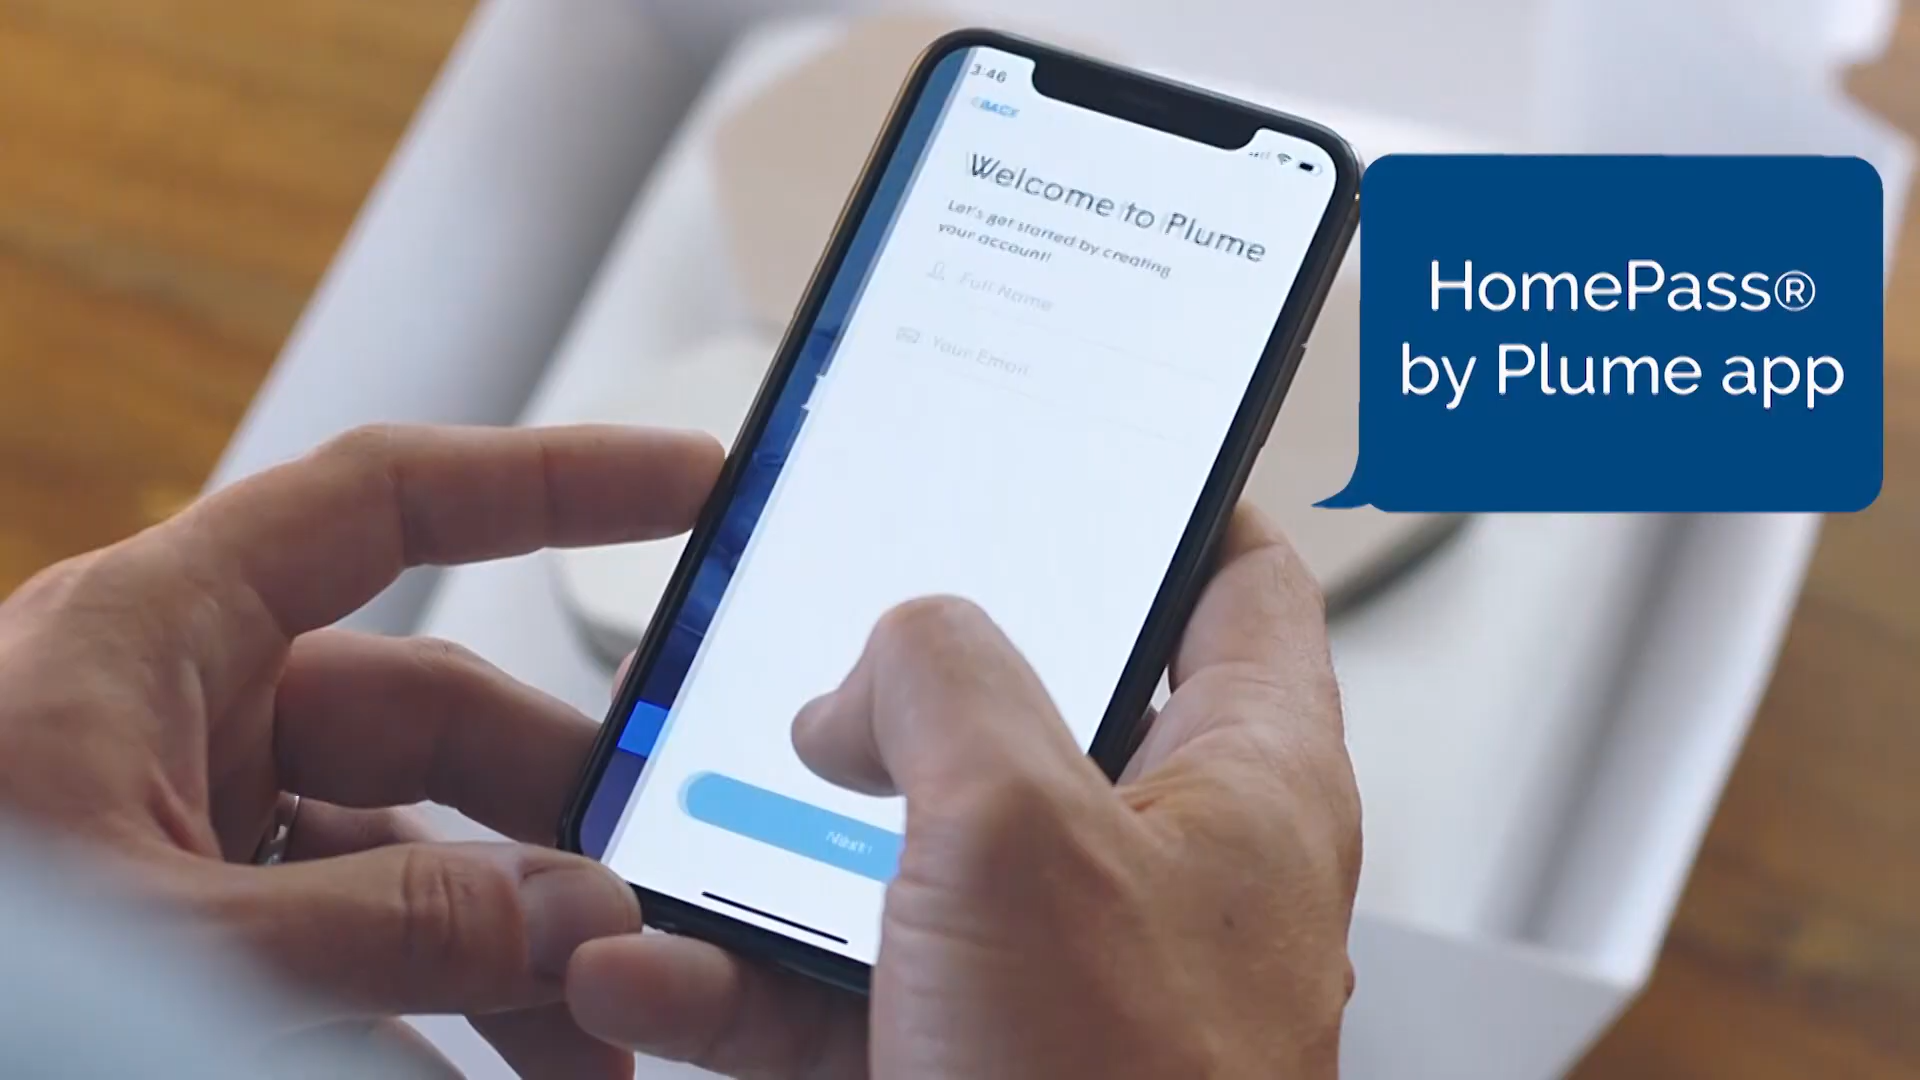 3:46
BACK
Welcome to Plume
Let's get started by creating
your account!
Full Name
Your Email
Next
HomePass®
by Plume app